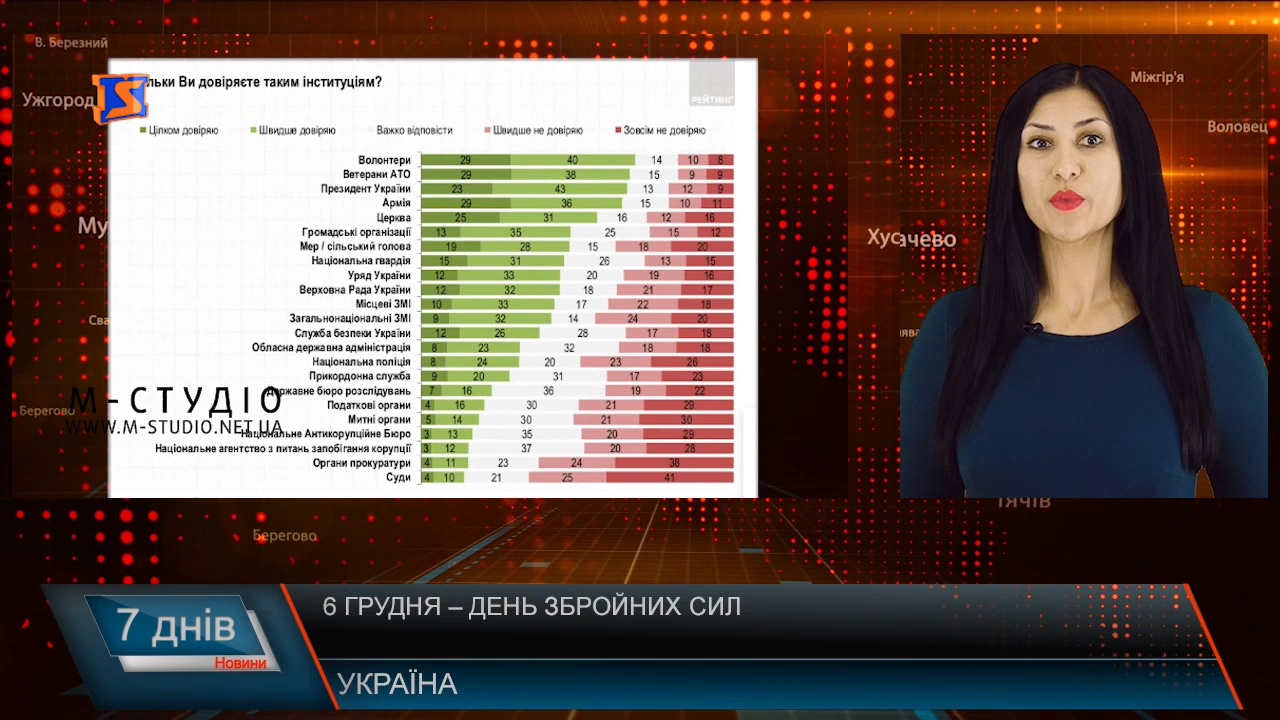 В. Березний
Ужгород
льки Ви довіряєте таким інституціям?
РЕЙТИНГ
Міжгір'я
Воловец
Цілком довіряю Швидше довіряю Важко відповісти Швидше не довіряю Зовсім не довіряю
Волонтери 29 40 14 10 8
Ветерани АТО 29 38 15 9 9
Президент України 23 43 13 12 9
Армія 29 36 15 10 11
Церква 25 31 16 12 16
Громадські організації 13 35 25 15 12
Мер / сільський голова 19 28 15 18 20
Національна гвардія 15 31 26 13 15
Уряд України 12 33 20 19 16
Верховна Рада України 12 32 18 21 17
Місцеві ЗМІ 10 33 17 22 18
Загальнонаціональні ЗМІ 9 32 14 24 20
Служба безпеки України 12 26 28 17 18
Обласна державна адміністрація 8 23 32 18 18
Національна поліція 8 24 20 23 26
Прикордонна служба 9 20 31 17 23
Державне бюро розслідувань 7 16 36 19 22
Податкові органи 4 16 30 21 29
Митні органи 5 14 30 21 30
Національне Антикорупційне Бюро 3 13 35 20 29
Національне агентство з питань запобігання корупції 3 12 37 20 28
Органи прокуратури 4 11 23 24 38
Суди 4 10 21 25 41
Му
Хус
ачево
Сва
Берегово
М - СТУДІО
WWW.M-STUDIO.NET.UA
ТЯЧІВ
Берегово
7 днів
Новини
6 ГРУДНЯ – ДЕНЬ ЗБРОЙНИХ СИЛ
УКРАЇНА